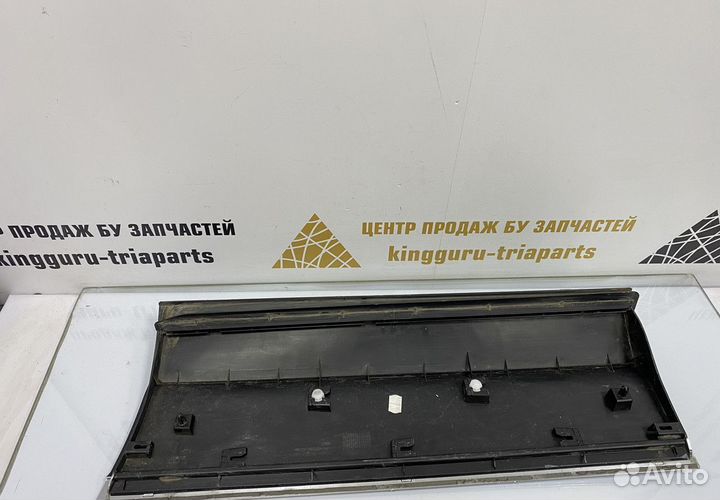 Р ПРОДАЖ БУ ЗАПЧАСТЕЙ
kingguru-triaparts
ЦЕНТР ПРОДАЖ БУ ЗАПЧАСТЕЙ
kingguru-triaparts
Avito